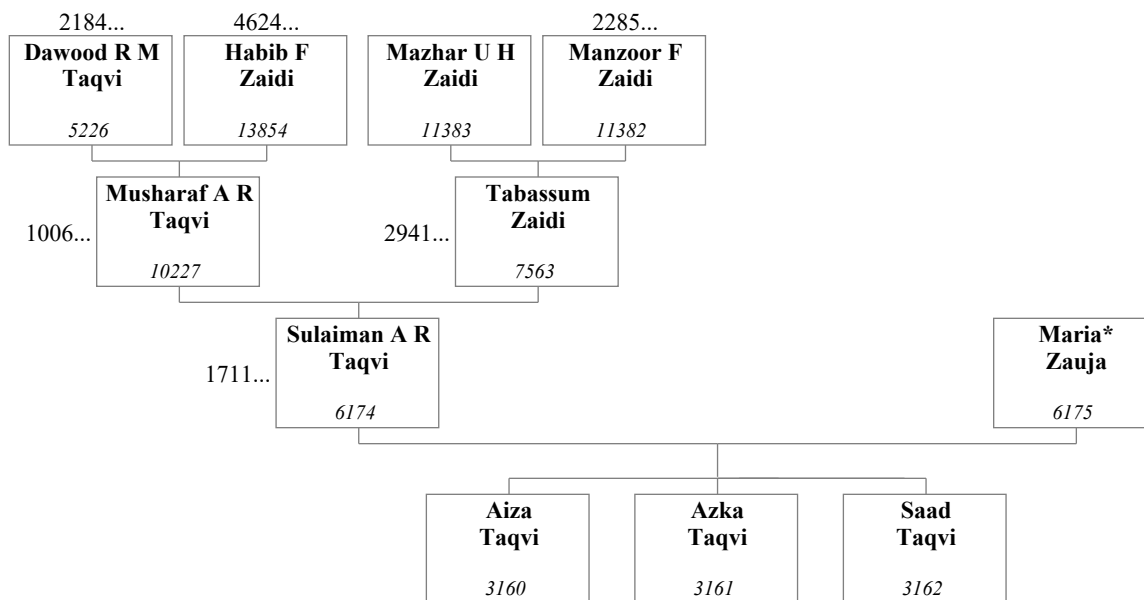 2184...
4624...
2285...
Dawood R M
Taqvi
5226
Habib F
Zaidi
13854
Mazhar U H
Zaidi
11383
Manzoor F
Zaidi
11382
1006...
Musharaf A R
Taqvi
10227
2941...
Tabassum
Zaidi
7563
1711...
Sulaiman A R
Taqvi
6174
Maria*
Zauja
6175
Aiza
Taqvi
3160
Azka
Taqvi
3161
Saad
Taqvi
3162